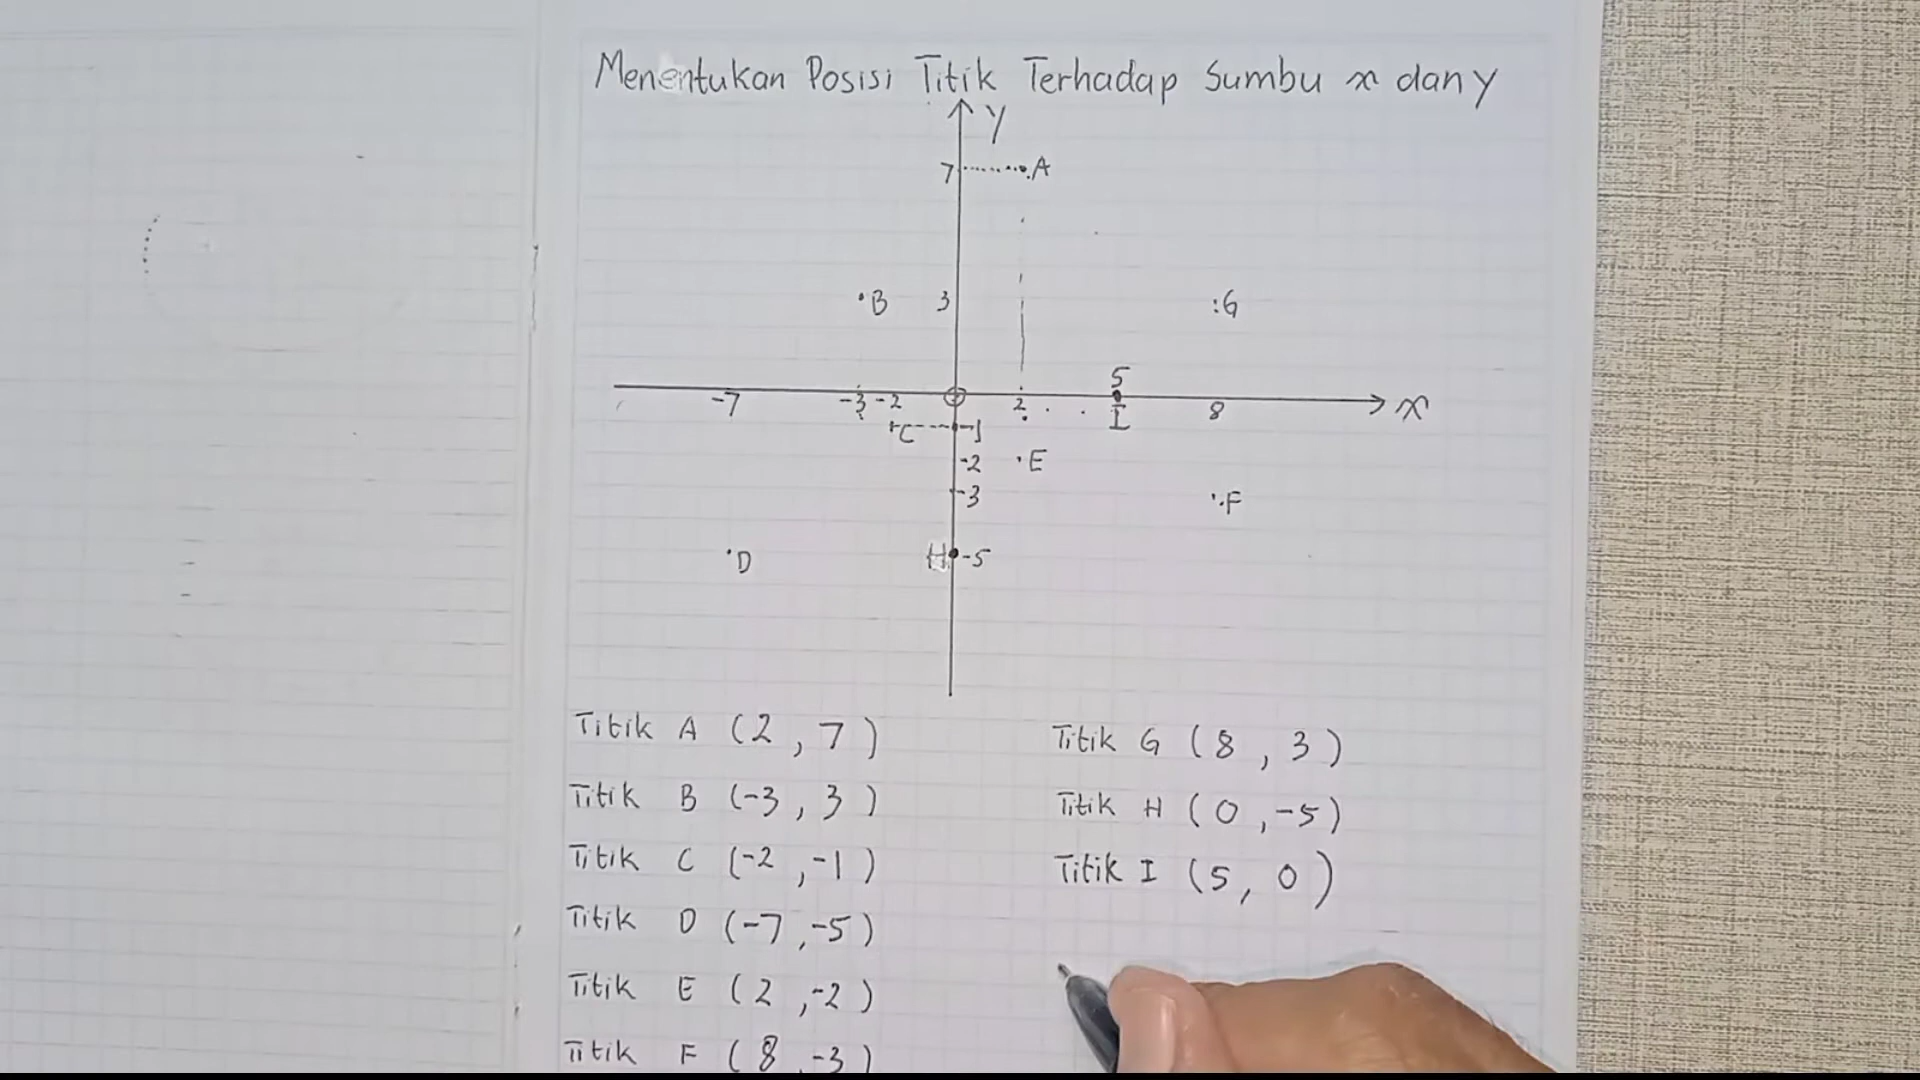 Menentukan Posisi Titik Terhadap Sumbu x dan y
Y
7 A
B 3 G
5
-7 -3 -2 2 I 8 x
C -1
-2 E
-3 F
D H -5
Titik A (2, 7)
Titik B (-3, 3)
Titik C (-2, -1)
Titik D (-7, -5)
Titik E (2, -2)
Titik F (8, -3)
Titik G (8, 3)
Titik H (0, -5)
Titik I (5, 0)